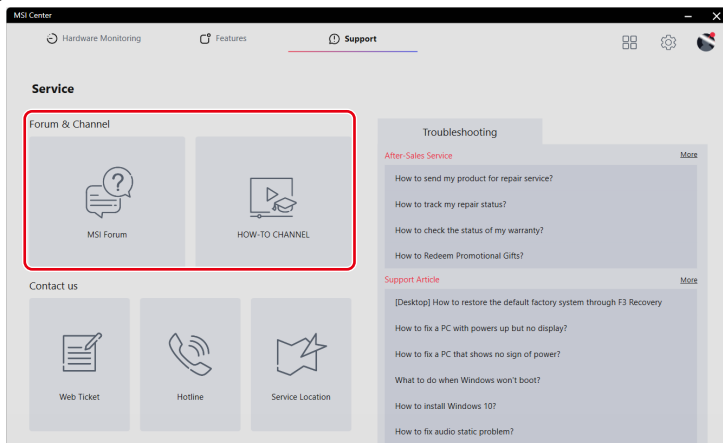 MSI Center
Hardware Monitoring
Features
Support
Service
Forum & Channel
MSI Forum
HOW-TO CHANNEL
Contact us
Web Ticket
Hotline
Service Location
Troubleshooting
After-Sales Service
More
How to send my product for repair service?
How to track my repair status?
How to check the status of my warranty?
How to Redeem Promotional Gifts?
Support Article
More
[Desktop] How to restore the default factory system through F3 Recovery
How to fix a PC with powers up but no display?
How to fix a PC that shows no sign of power?
What to do when Windows won't boot?
How to install Windows 10?
How to fix audio static problem?